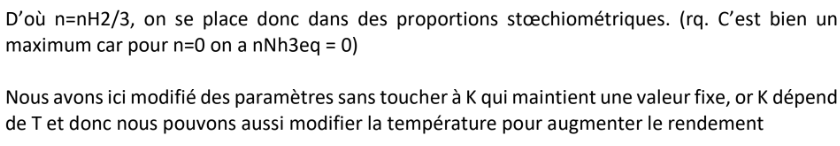 D’où n=nH2/3, on se place donc dans des proportions stœchiométriques. (rq. C’est bien un
maximum car pour n=0 on a nNh3eq = 0)
Nous avons ici modifié des paramètres sans toucher à K qui maintient une valeur fixe, or K dépend
de T et donc nous pouvons aussi modifier la température pour augmenter le rendement